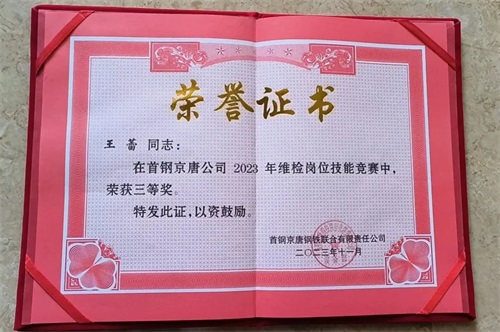 荣誉证书
王蕾 同志：
在首钢京唐公司 2023 年维检岗位技能竞赛中，
荣获三等奖。
特发此证，以资鼓励。
首钢京唐钢铁联合有限责任公司
二〇二三年十一月